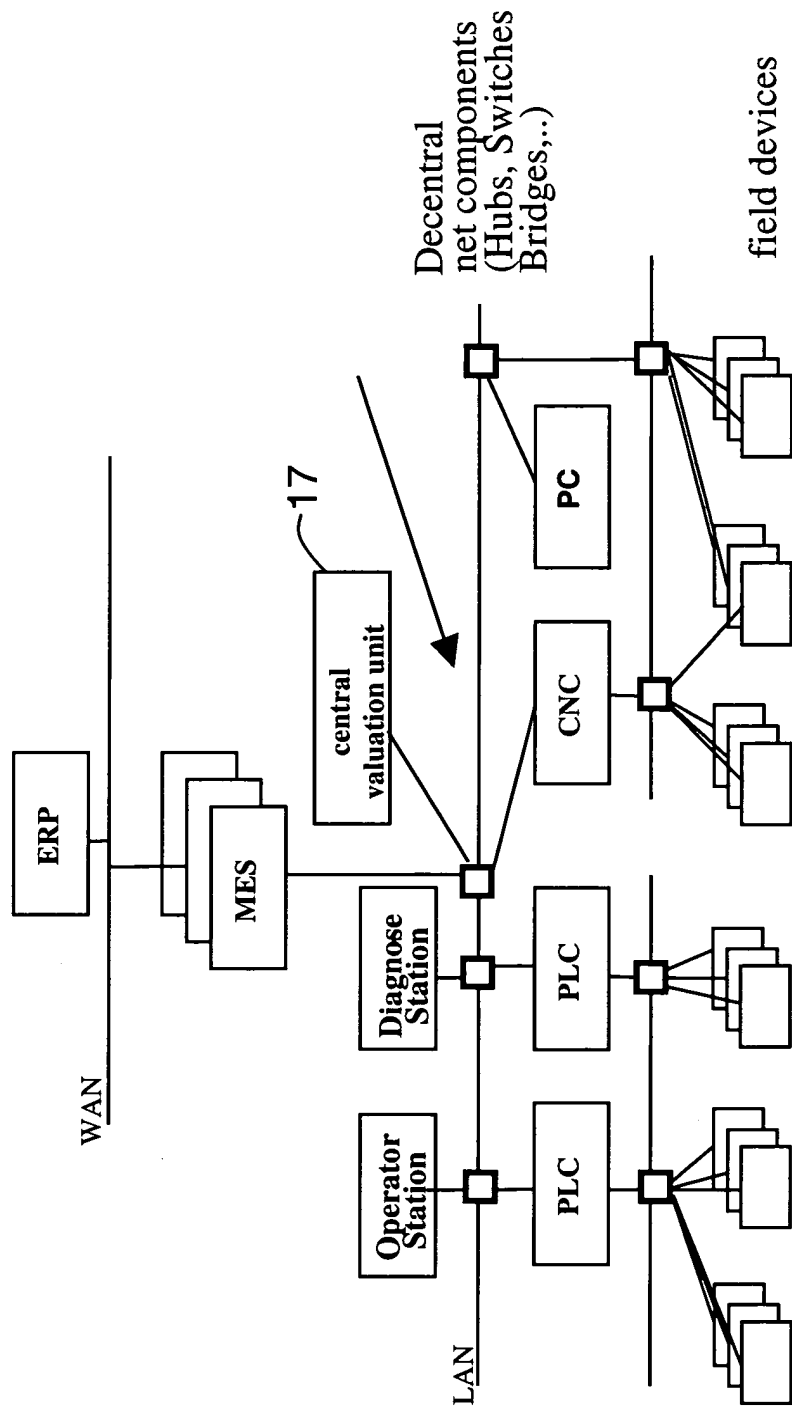 ERP
WAN
MES
central
valuation unit
17
Operator
Station
Diagnose
Station
Decentral
net components
(Hubs, Switches
Bridges,..)
LAN
PLC
PLC
CNC
PC
field devices